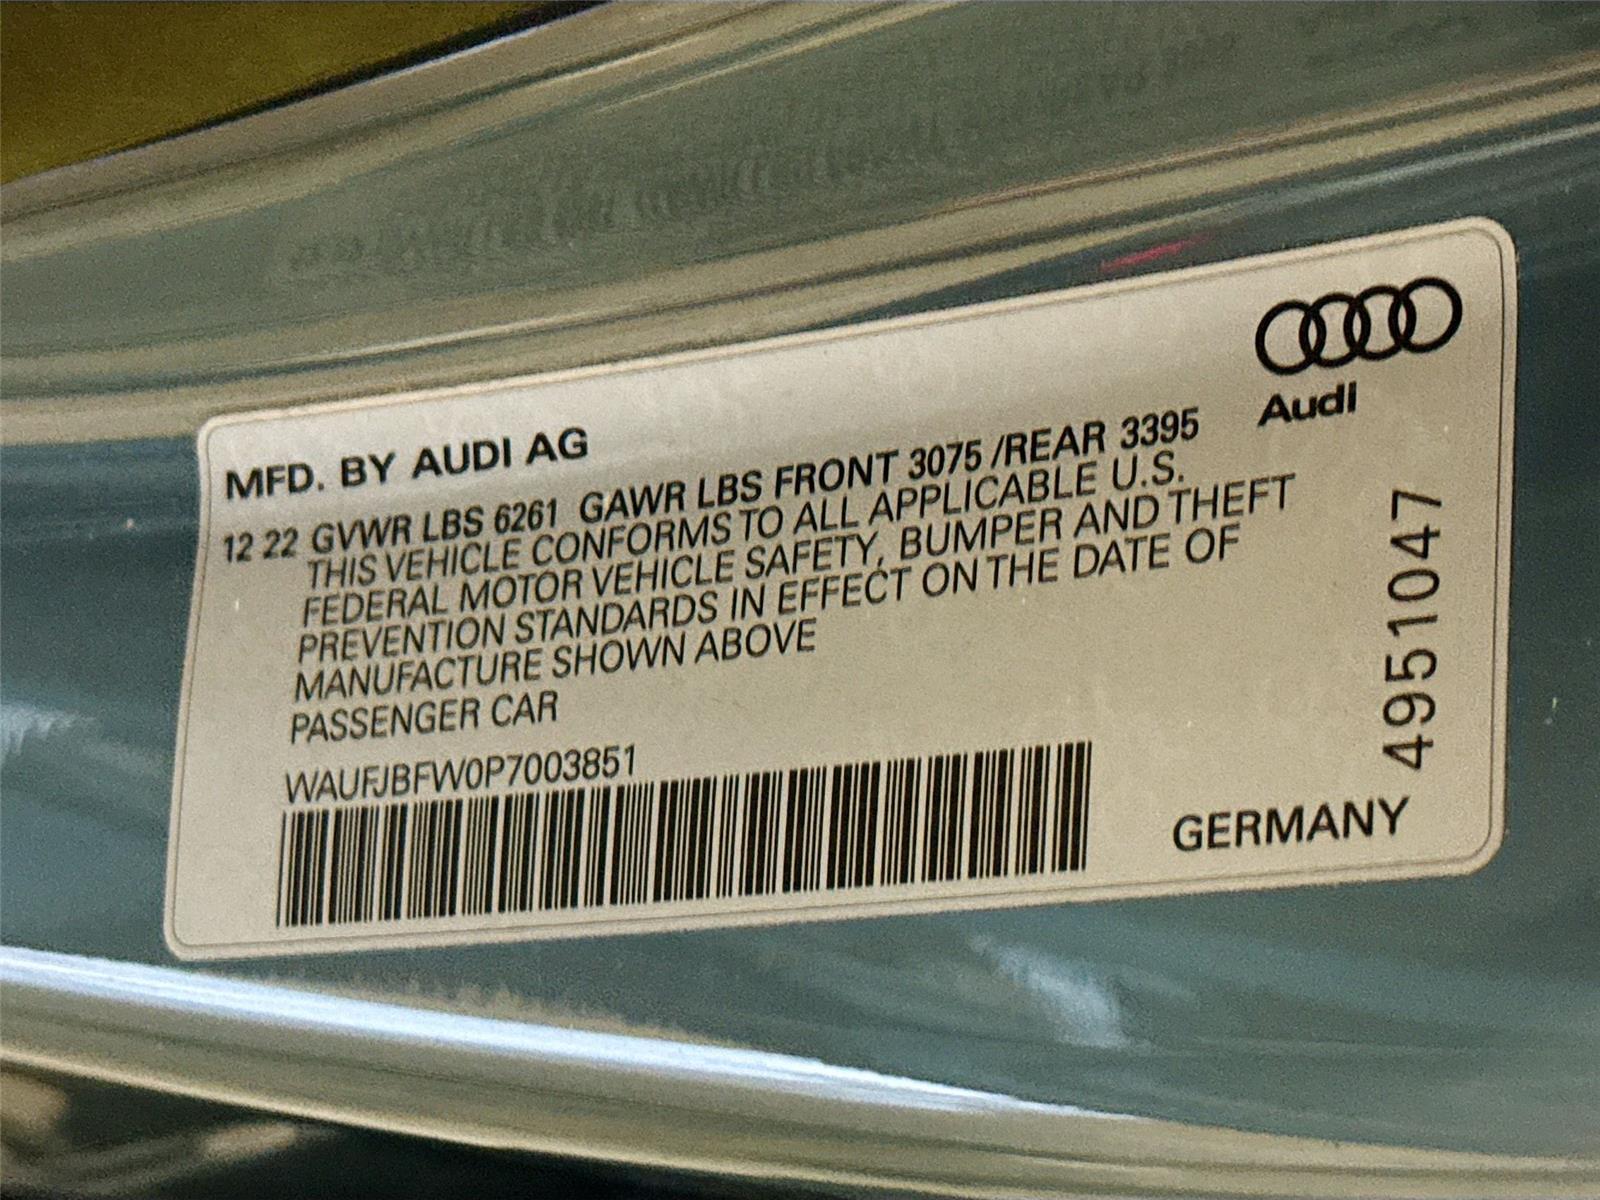 Audi
MFD. BY AUDI AG
12 22 GVWR LBS 6261 GAWR LBS FRONT 3075 /REAR 3395
THIS VEHICLE CONFORMS TO ALL APPLICABLE U.S.
FEDERAL MOTOR VEHICLE SAFETY, BUMPER AND THEFT
PREVENTION STANDARDS IN EFFECT ON THE DATE OF
MANUFACTURE SHOWN ABOVE
PASSENGER CAR
WAUFJBFW0P7003851
GERMANY
4951047